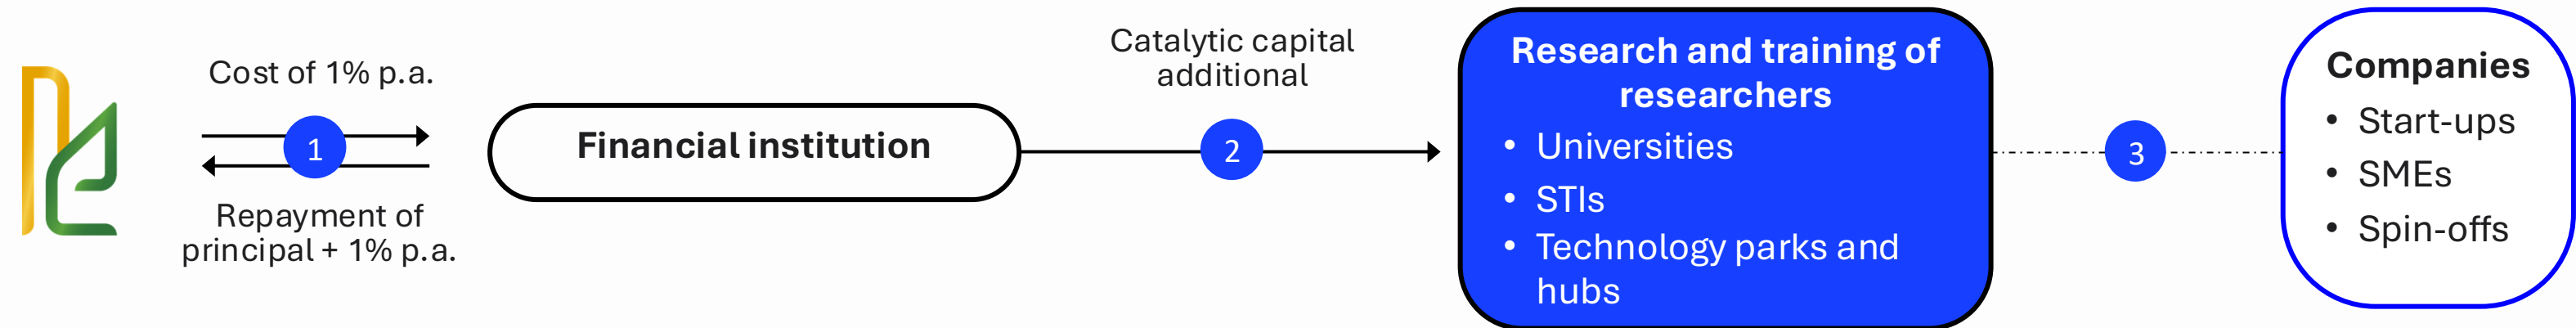 Cost of 1% p.a.
1
Repayment of
principal + 1% p.a.
Financial institution
Catalytic capital
additional
2
Research and training of
researchers
• Universities
• STIs
• Technology parks and
hubs
3
Companies
• Start-ups
• SMEs
• Spin-offs